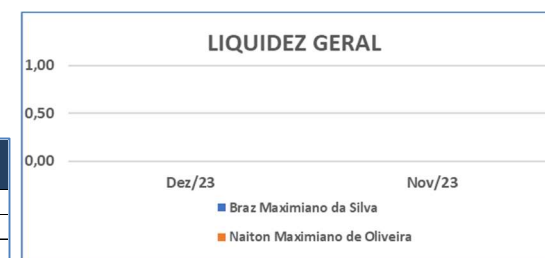 LIQUIDEZ GERAL
1,00
0,50
0,00
Dez/23 Nov/23
Braz Maximiano da Silva
Naiton Maximiano de Oliveira